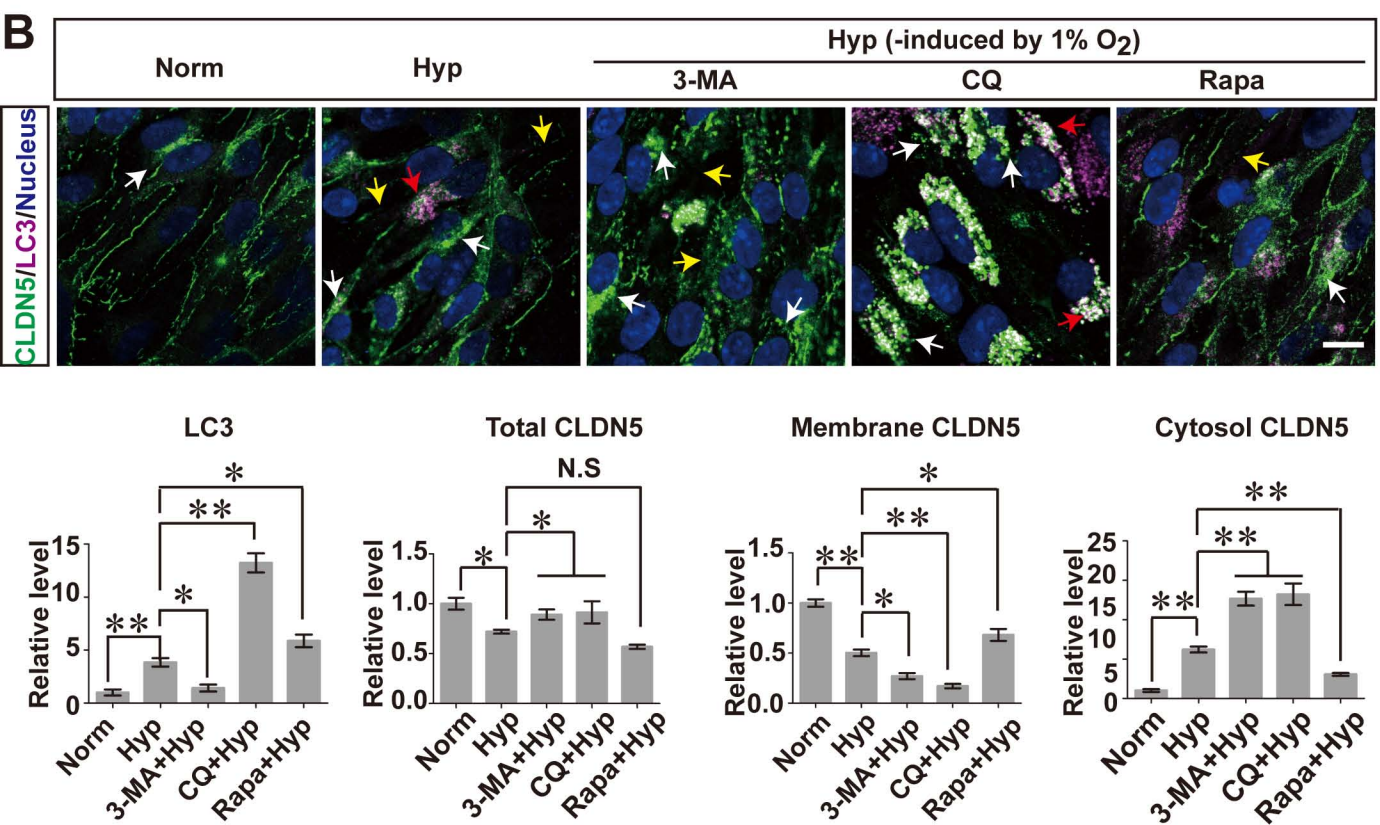 B
Norm
Hyp
Hyp (-induced by 1% O2)
3-MA
CQ
Rapa
CLDN5/LC3/Nucleus
LC3
Relative level
15
10
5
0
**
*
**
*
Norm
Hyp
3-MA+Hyp
CQ+Hyp
Rapa+Hyp
Total CLDN5
Relative level
1.5
1.0
0.5
0.0
*
*
N.S
Norm
Hyp
3-MA+Hyp
CQ+Hyp
Rapa+Hyp
Membrane CLDN5
Relative level
1.5
1.0
0.5
0.0
**
*
**
*
Norm
Hyp
3-MA+Hyp
CQ+Hyp
Rapa+Hyp
Cytosol CLDN5
Relative level
25
20
15
10
5
0
**
**
**
Norm
Hyp
3-MA+Hyp
CQ+Hyp
Rapa+Hyp